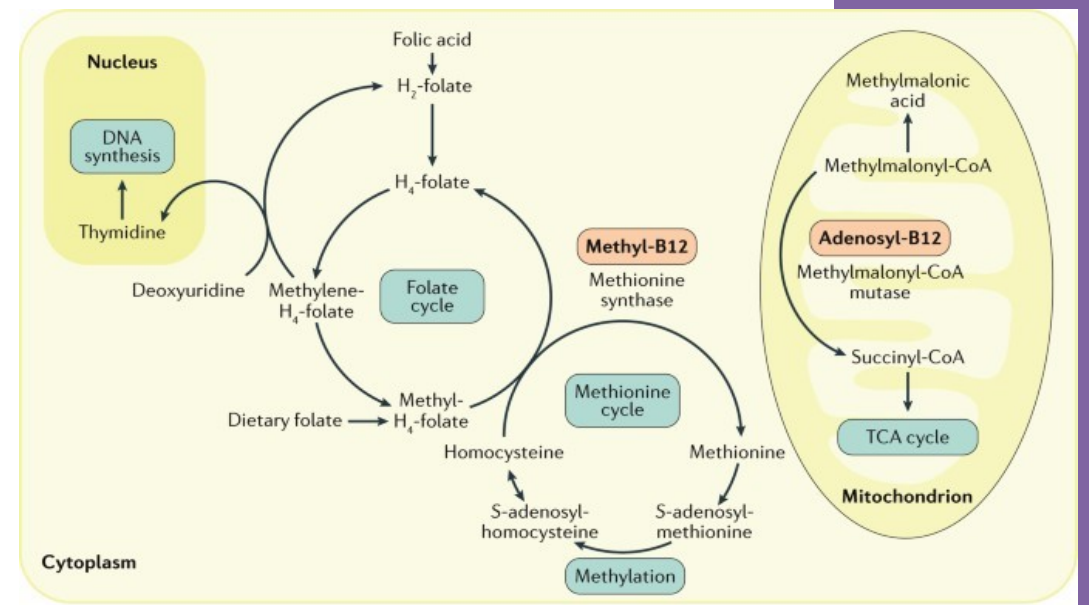 Folic acid
Nucleus
H₂-folate
Methylmalonic
acid
DNA
synthesis
Methylmalonyl-CoA
H₄-folate
Thymidine
Methyl-B12
Adenosyl-B12
Deoxyuridine
Methylene-
H₄-folate
Folate
cycle
Methionine
synthase
Methylmalonyl-CoA
mutase
Succinyl-CoA
Dietary folate
Methyl-
H₄-folate
Methionine
cycle
TCA cycle
Homocysteine
Methionine
Mitochondrion
S-adenosyl-
homocysteine
S-adenosyl-
methionine
Cytoplasm
Methylation